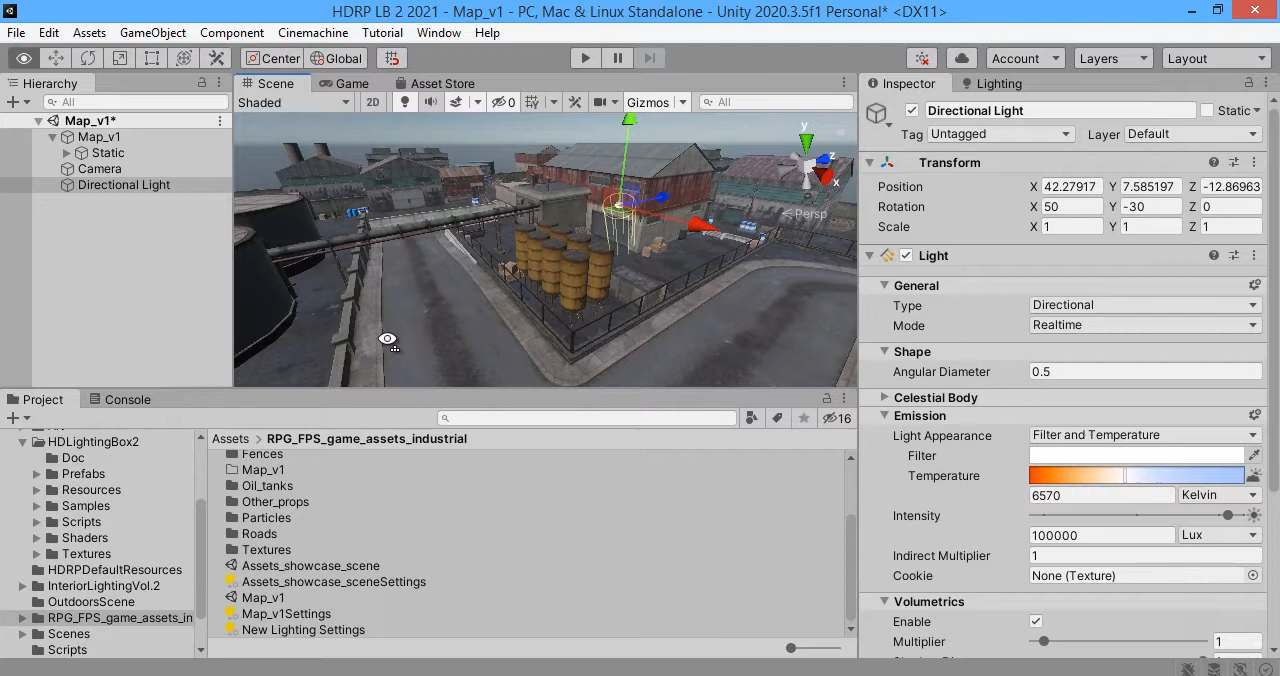 HDRP LB 2 2021 - Map_v1 - PC, Mac & Linux Standalone - Unity 2020.3.5f1 Personal* <DX11>
File Edit Assets GameObject Component Cinemachine Tutorial Window Help
Center Global Account Layers Layout
Hierarchy
All
Map_v1*
Map_v1
Static
Camera
Directional Light
Scene Game Asset Store
Shaded 2D 0 Gizmos All
y
z
x
Persp
Inspector Lighting
Directional Light Static
Tag Untagged Layer Default
Transform
Position X 42.27917 Y 7.585197 Z -12.86963
Rotation X 50 Y -30 Z 0
Scale X 1 Y 1 Z 1
Light
General
Type Directional
Mode Realtime
Shape
Angular Diameter 0.5
Celestial Body
Emission
Light Appearance Filter and Temperature
Filter
Temperature
6570 Kelvin
Intensity
100000 Lux
Indirect Multiplier 1
Cookie None (Texture)
Volumetrics
Enable
Multiplier 1
Project Console
16
HDLightingBox2
Doc
Prefabs
Resources
Samples
Scripts
Shaders
Textures
HDRPDefaultResources
InteriorLightingVol.2
OutdoorsScene
RPG_FPS_game_assets_in
Scenes
Scripts
Assets > RPG_FPS_game_assets_industrial
Fences
Map_v1
Oil_tanks
Other_props
Particles
Roads
Textures
Assets_showcase_scene
Assets_showcase_sceneSettings
Map_v1
Map_v1Settings
New Lighting Settings